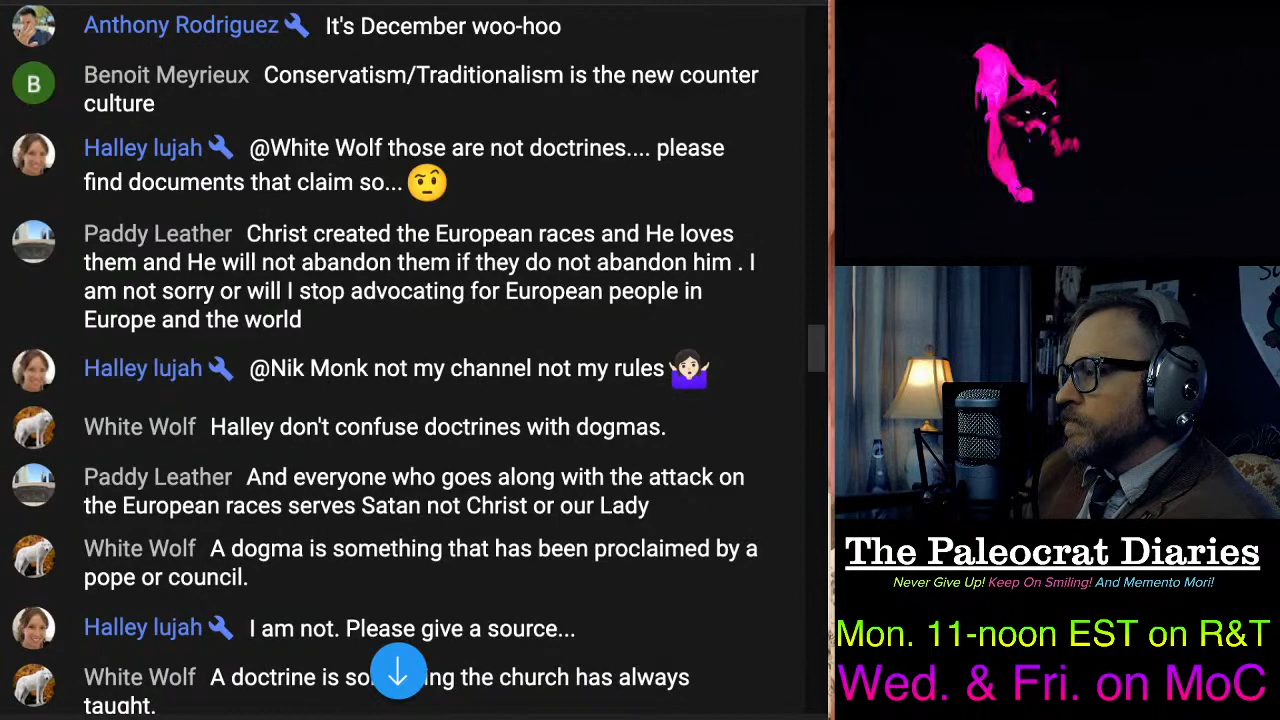 Anthony Rodriguez It's December woo-hoo
B
Benoit Meyrieux Conservatism/Traditionalism is the new counter
culture
Halley lujah @White Wolf those are not doctrines.... please
find documents that claim so...
Paddy Leather Christ created the European races and He loves
them and He will not abandon them if they do not abandon him . I
am not sorry or will I stop advocating for European people in
Europe and the world
Halley lujah @Nik Monk not my channel not my rules
White Wolf Halley don't confuse doctrines with dogmas.
Paddy Leather And everyone who goes along with the attack on
the European races serves Satan not Christ or our Lady
White Wolf A dogma is something that has been proclaimed by a
pope or council.
Halley lujah I am not. Please give a source...
White Wolf A doctrine is the church has always
taught.
The Paleocrat Diaries
Never Give Up! Keep On Smiling! And Memento Mori!
Mon. 11-noon EST on R&T
Wed. & Fri. on MoC